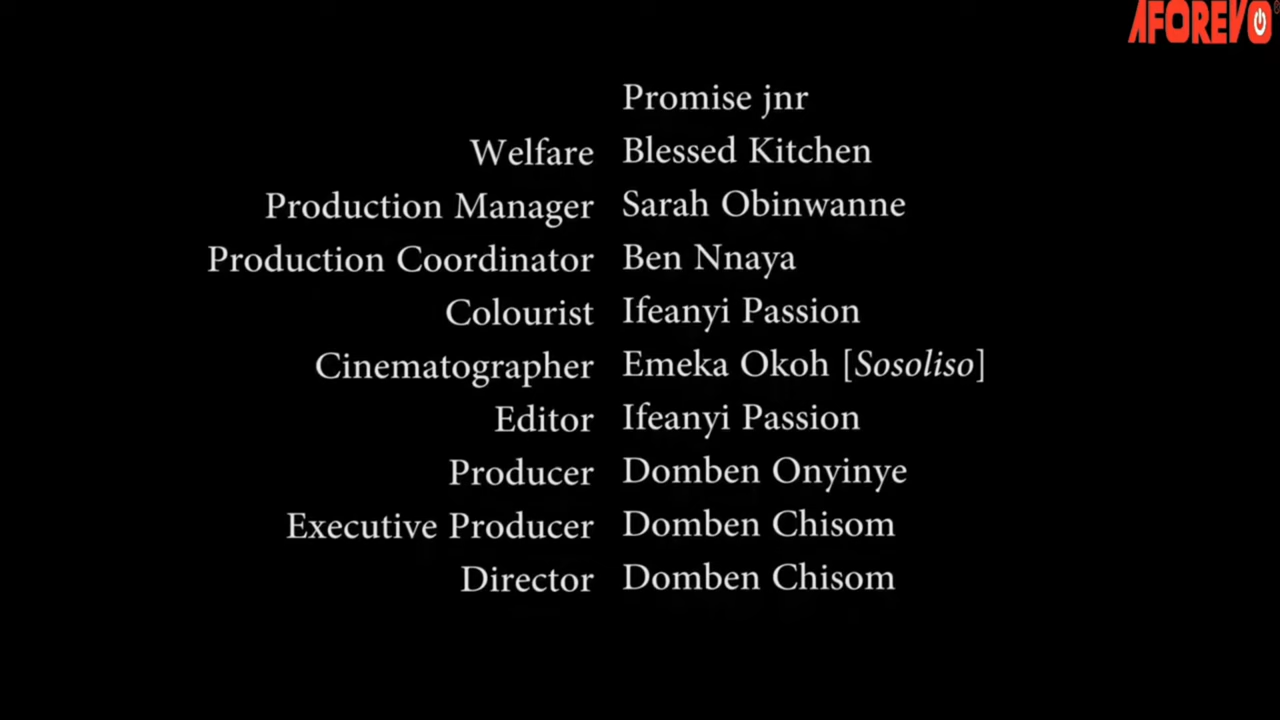 AFOREVO
Promise jnr
Welfare Blessed Kitchen
Production Manager Sarah Obinwanne
Production Coordinator Ben Nnaya
Colourist Ifeanyi Passion
Cinematographer Emeka Okoh [Sosoliso]
Editor Ifeanyi Passion
Producer Domben Onyinye
Executive Producer Domben Chisom
Director Domben Chisom